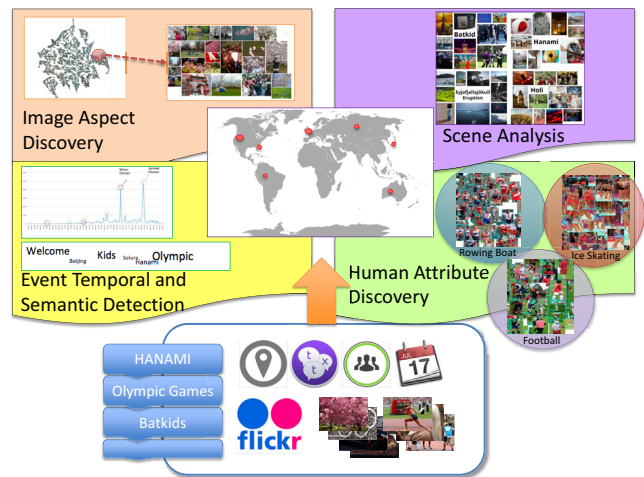 Image Aspect
Discovery
Batkid
Hanami
Eyjafjallajökull
Eruption
Holi
Scene Analysis
Welcome
Beijing
Kids
Sakura
Hanami
Olympic
Event Temporal and
Semantic Detection
Human Attribute
Discovery
Rowing Boat
Ice Skating
Football
HANAMI
Olympic Games
Batkids
t
x
t
JUL
17
flickr